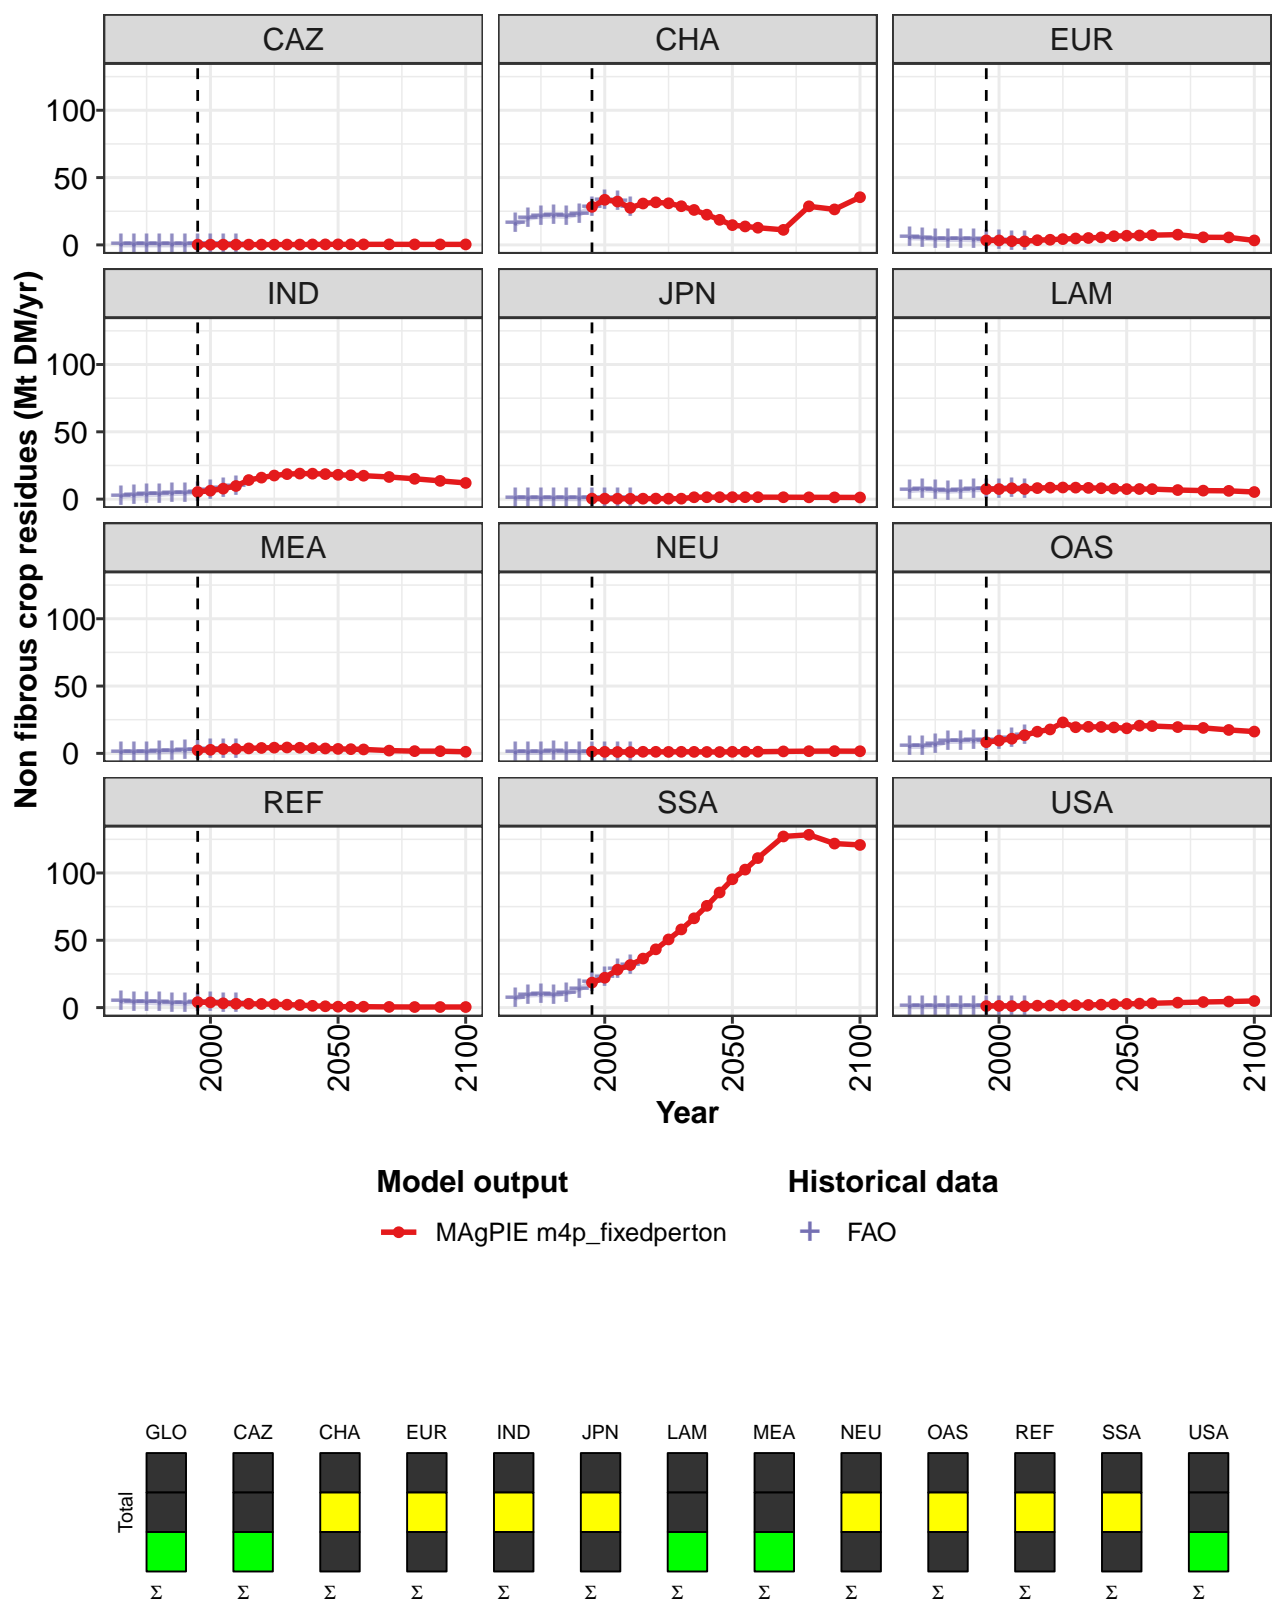 CAZ CHA EUR
100
50
0
IND JPN LAM
100
50
0
MEA NEU OAS
100
50
0
REF SSA USA
100
50
0
Non fibrous crop residues (Mt DM/yr)
2000 2050 2100 2000 2050 2100 2000 2050 2100
Year
Model output Historical data
MAgPIE m4p_fixedperton FAO
GLO CAZ CHA EUR IND JPN LAM MEA NEU OAS REF SSA USA
Total
Σ Σ Σ Σ Σ Σ Σ Σ Σ Σ Σ Σ Σ